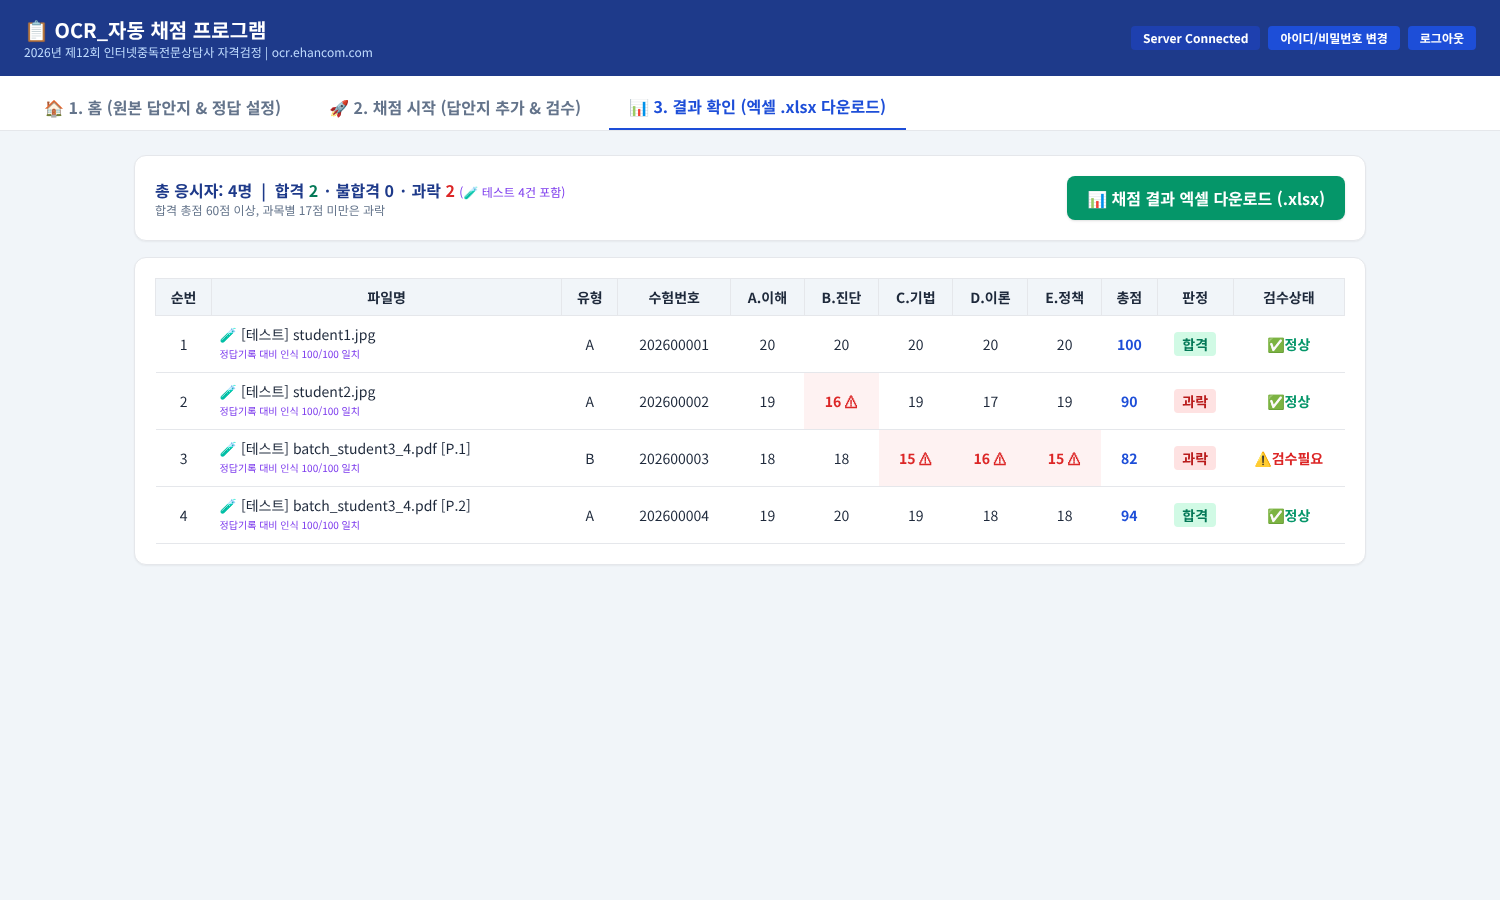 📋 OCR_자동 채점 프로그램
2026년 제12회 인터넷중독전문상담사 자격검정 | ocr.ehancom.com
Server Connected
아이디/비밀번호 변경
로그아웃
🏠 1. 홈 (원본 답안지 & 정답 설정)
🚀 2. 채점 시작 (답안지 추가 & 검수)
📊 3. 결과 확인 (엑셀 .xlsx 다운로드)
총 응시자: 4명 | 합격 2 · 불합격 0 · 과락 2 (🧪 테스트 4건 포함)
합격 총점 60점 이상, 과목별 17점 미만은 과락
📊 채점 결과 엑셀 다운로드 (.xlsx)
순번 파일명 유형 수험번호 A.이해 B.진단 C.기법 D.이론 E.정책 총점 판정 검수상태
1 🧪 [테스트] student1.jpg A 202600001 20 20 20 20 20 100 합격 ✅정상
정답기록 대비 인식 100/100 일치
2 🧪 [테스트] student2.jpg A 202600002 19 16 ⚠ 19 17 19 90 과락 ✅정상
정답기록 대비 인식 100/100 일치
3 🧪 [테스트] batch_student3_4.pdf [P.1] B 202600003 18 18 15 ⚠ 16 ⚠ 15 ⚠ 82 과락 ⚠️검수필요
정답기록 대비 인식 100/100 일치
4 🧪 [테스트] batch_student3_4.pdf [P.2] A 202600004 19 20 19 18 18 94 합격 ✅정상
정답기록 대비 인식 100/100 일치